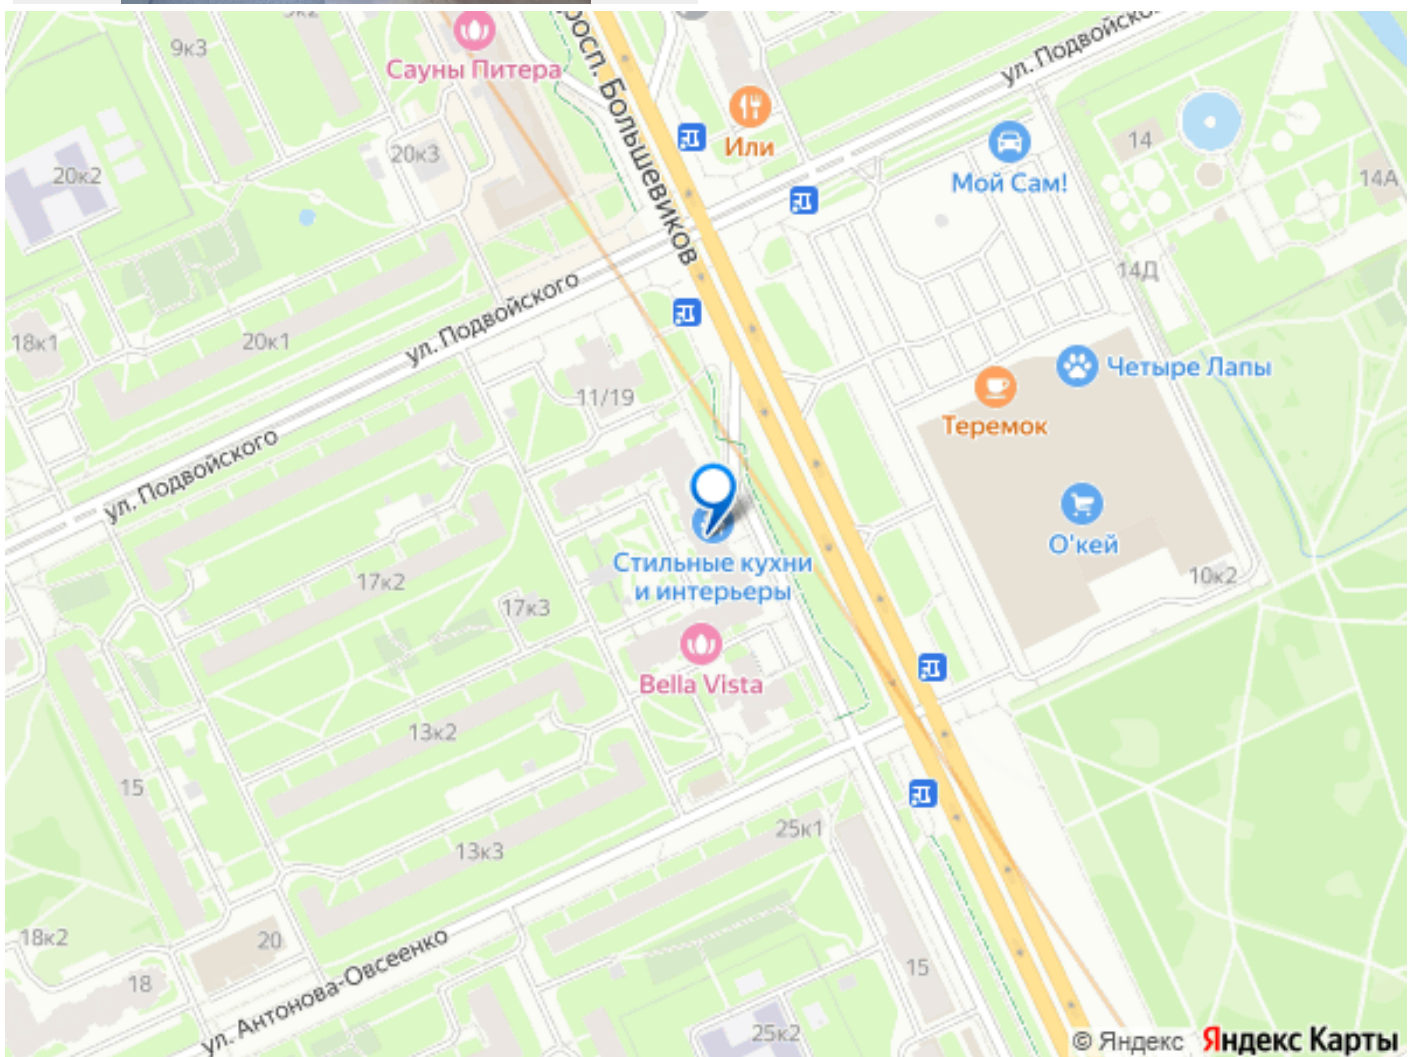 9к3
Сауны Питера
просп. Большевиков
ул. Подвойского
Или
14
Мой Сам!
14А
20к3
20к2
14Д
18к1
20к1
ул. Подвойского
11/19
Четыре Лапы
Теремок
ул. Подвойского
О'кей
Стильные кухни
и интерьеры
10к2
17к2
17к3
Bella Vista
13к2
15
25к1
13к3
18к2
20
ул. Антонова-Овсеенко
15
18
25к2
© Яндекс Яндекс Карты